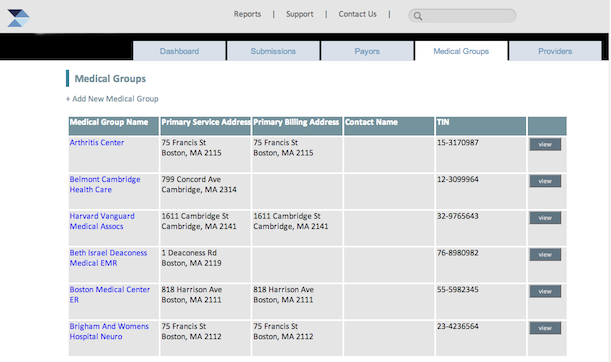 Reports | Support | Contact Us |
Dashboard Submissions Payors Medical Groups Providers
Medical Groups
+ Add New Medical Group
Medical Group Name Primary Service Address Primary Billing Address Contact Name TIN
Arthritis Center 75 Francis St 75 Francis St 15-3170987 view
Boston, MA 2115 Boston, MA 2115
Belmont Cambridge 799 Concord Ave 12-3099964 view
Health Care Cambridge, MA 2314
Harvard Vanguard 1611 Cambridge St 1611 Cambridge St 32-9765643 view
Medical Assocs Cambridge, MA 2141 Cambridge, MA 2141
Beth Israel Deaconess 1 Deaconess Rd 76-8980982 view
Medical EMR Boston, MA 2119
Boston Medical Center 818 Harrison Ave 818 Harrison Ave 55-5982345 view
ER Boston, MA 2111 Boston, MA 2111
Brigham And Womens 75 Francis St 75 Francis St 23-4236564 view
Hospital Neuro Boston, MA 2112 Boston, MA 2112